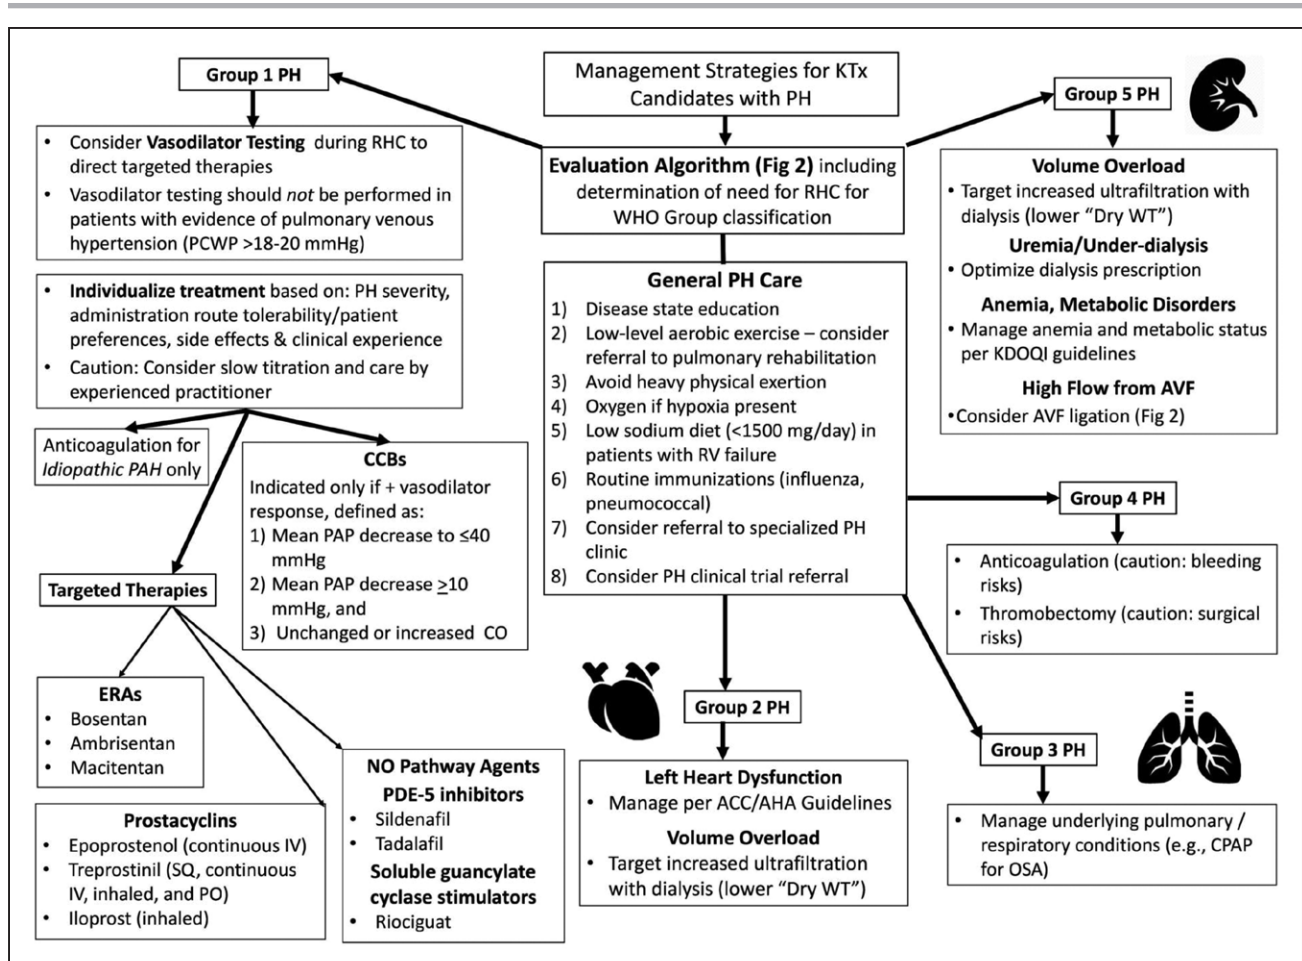 Management Strategies for KTx
Candidates with PH
Evaluation Algorithm (Fig 2) including
determination of need for RHC for
WHO Group classification
Group 1 PH
• Consider Vasodilator Testing during RHC to
direct targeted therapies
• Vasodilator testing should not be performed in
patients with evidence of pulmonary venous
hypertension (PCWP >18-20 mmHg)
• Individualize treatment based on: PH severity,
administration route tolerability/patient
preferences, side effects & clinical experience
• Caution: Consider slow titration and care by
experienced practitioner
Anticoagulation for
Idiopathic PAH only
CCBs
Indicated only if + vasodilator
response, defined as:
1) Mean PAP decrease to ≤40
mmHg
2) Mean PAP decrease ≥10
mmHg, and
3) Unchanged or increased CO
Targeted Therapies
ERAs
• Bosentan
• Ambrisentan
• Macitentan
Prostacyclins
• Epoprostenol (continuous IV)
• Treprostinil (SQ, continuous
IV, inhaled, and PO)
• Iloprost (inhaled)
NO Pathway Agents
PDE-5 inhibitors
• Sildenafil
• Tadalafil
Soluble guancylate
cyclase stimulators
• Riociguat
General PH Care
1) Disease state education
2) Low-level aerobic exercise – consider
referral to pulmonary rehabilitation
3) Avoid heavy physical exertion
4) Oxygen if hypoxia present
5) Low sodium diet (<1500 mg/day) in
patients with RV failure
6) Routine immunizations (influenza,
pneumococcal)
7) Consider referral to specialized PH
clinic
8) Consider PH clinical trial referral
Group 2 PH
Left Heart Dysfunction
• Manage per ACC/AHA Guidelines
Volume Overload
• Target increased ultrafiltration
with dialysis (lower “Dry WT”)
Group 5 PH
Volume Overload
• Target increased ultrafiltration with
dialysis (lower “Dry WT”)
Uremia/Under-dialysis
• Optimize dialysis prescription
Anemia, Metabolic Disorders
• Manage anemia and metabolic status
per KDOQI guidelines
High Flow from AVF
• Consider AVF ligation (Fig 2)
Group 4 PH
• Anticoagulation (caution: bleeding
risks)
• Thromobectomy (caution: surgical
risks)
Group 3 PH
• Manage underlying pulmonary /
respiratory conditions (e.g., CPAP
for OSA)